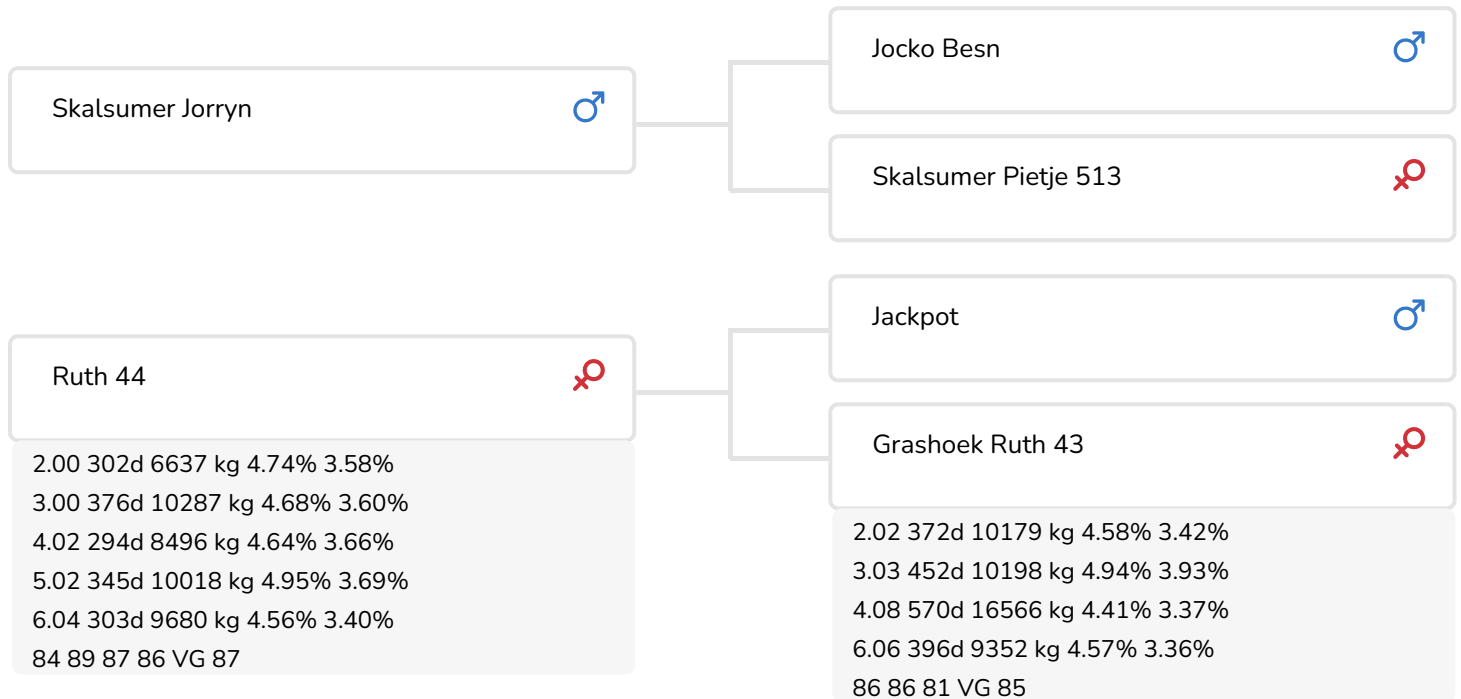 Skalsumer Jorryn
Jocko Besn
Skalsumer Pietje 513
Ruth 44
2.00 302d 6637 kg 4.74% 3.58%
3.00 376d 10287 kg 4.68% 3.60%
4.02 294d 8496 kg 4.64% 3.66%
5.02 345d 10018 kg 4.95% 3.69%
6.04 303d 9680 kg 4.56% 3.40%
84 89 87 86 VG 87
Jackpot
Grashoek Ruth 43
2.02 372d 10179 kg 4.58% 3.42%
3.03 452d 10198 kg 4.94% 3.93%
4.08 570d 16566 kg 4.41% 3.37%
6.06 396d 9352 kg 4.57% 3.36%
86 86 81 VG 85